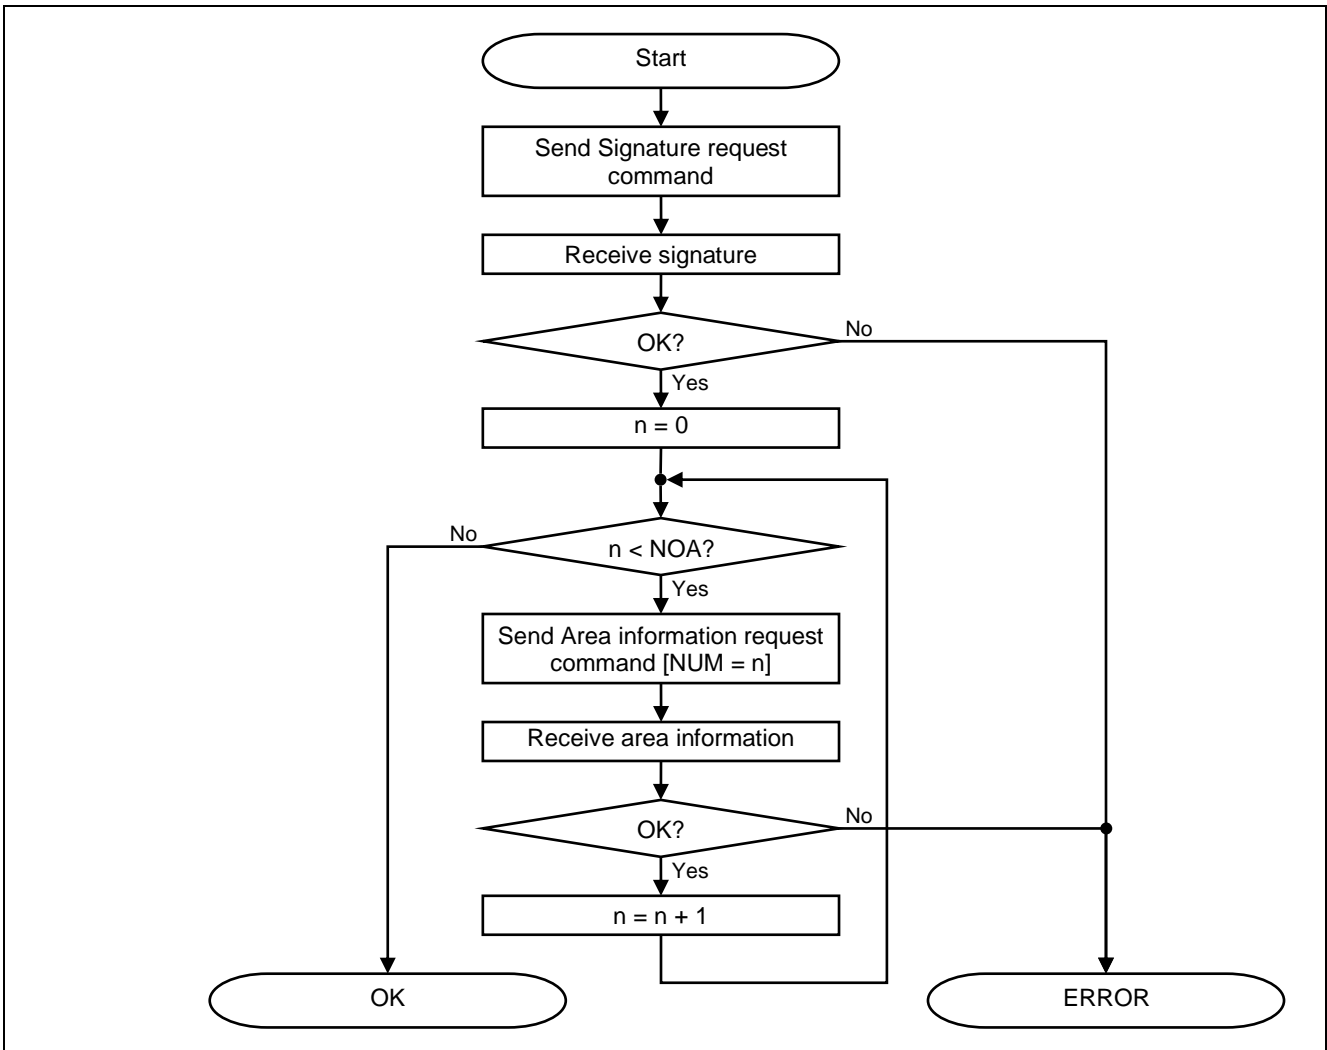 Start
Send Signature request
command
Receive signature
OK?
No
Yes
n = 0
No
n < NOA?
Yes
Send Area information request
command [NUM = n]
Receive area information
OK?
No
Yes
n = n + 1
OK
ERROR